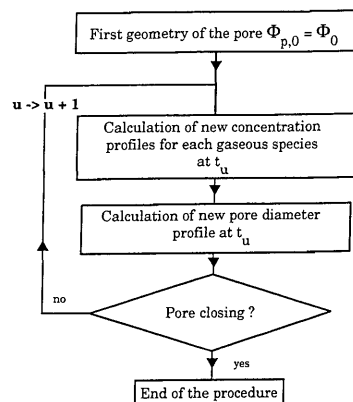 First geometry of the pore Φp,0 = Φ0
u -> u + 1
Calculation of new concentration
profiles for each gaseous species
at tu
Calculation of new pore diameter
profile at tu
no
Pore closing ?
yes
End of the procedure